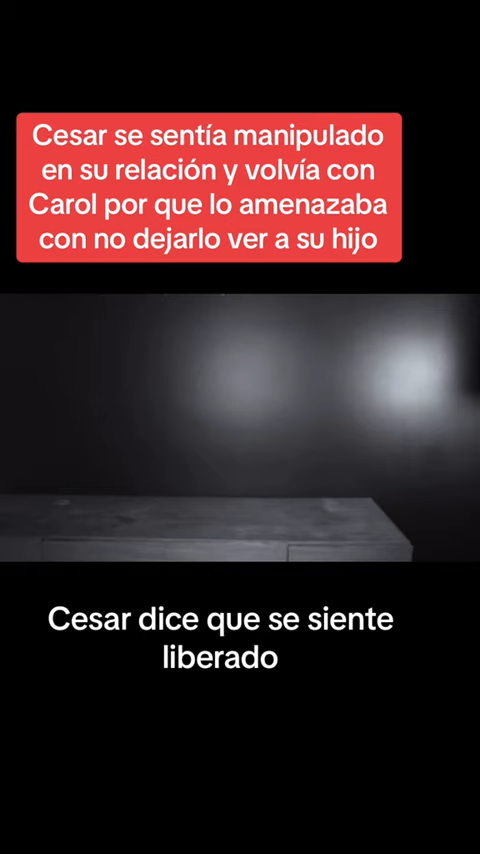 Cesar se sentía manipulado
en su relación y volvía con
Carol por que lo amenazaba
con no dejarlo ver a su hijo
Cesar dice que se siente
liberado